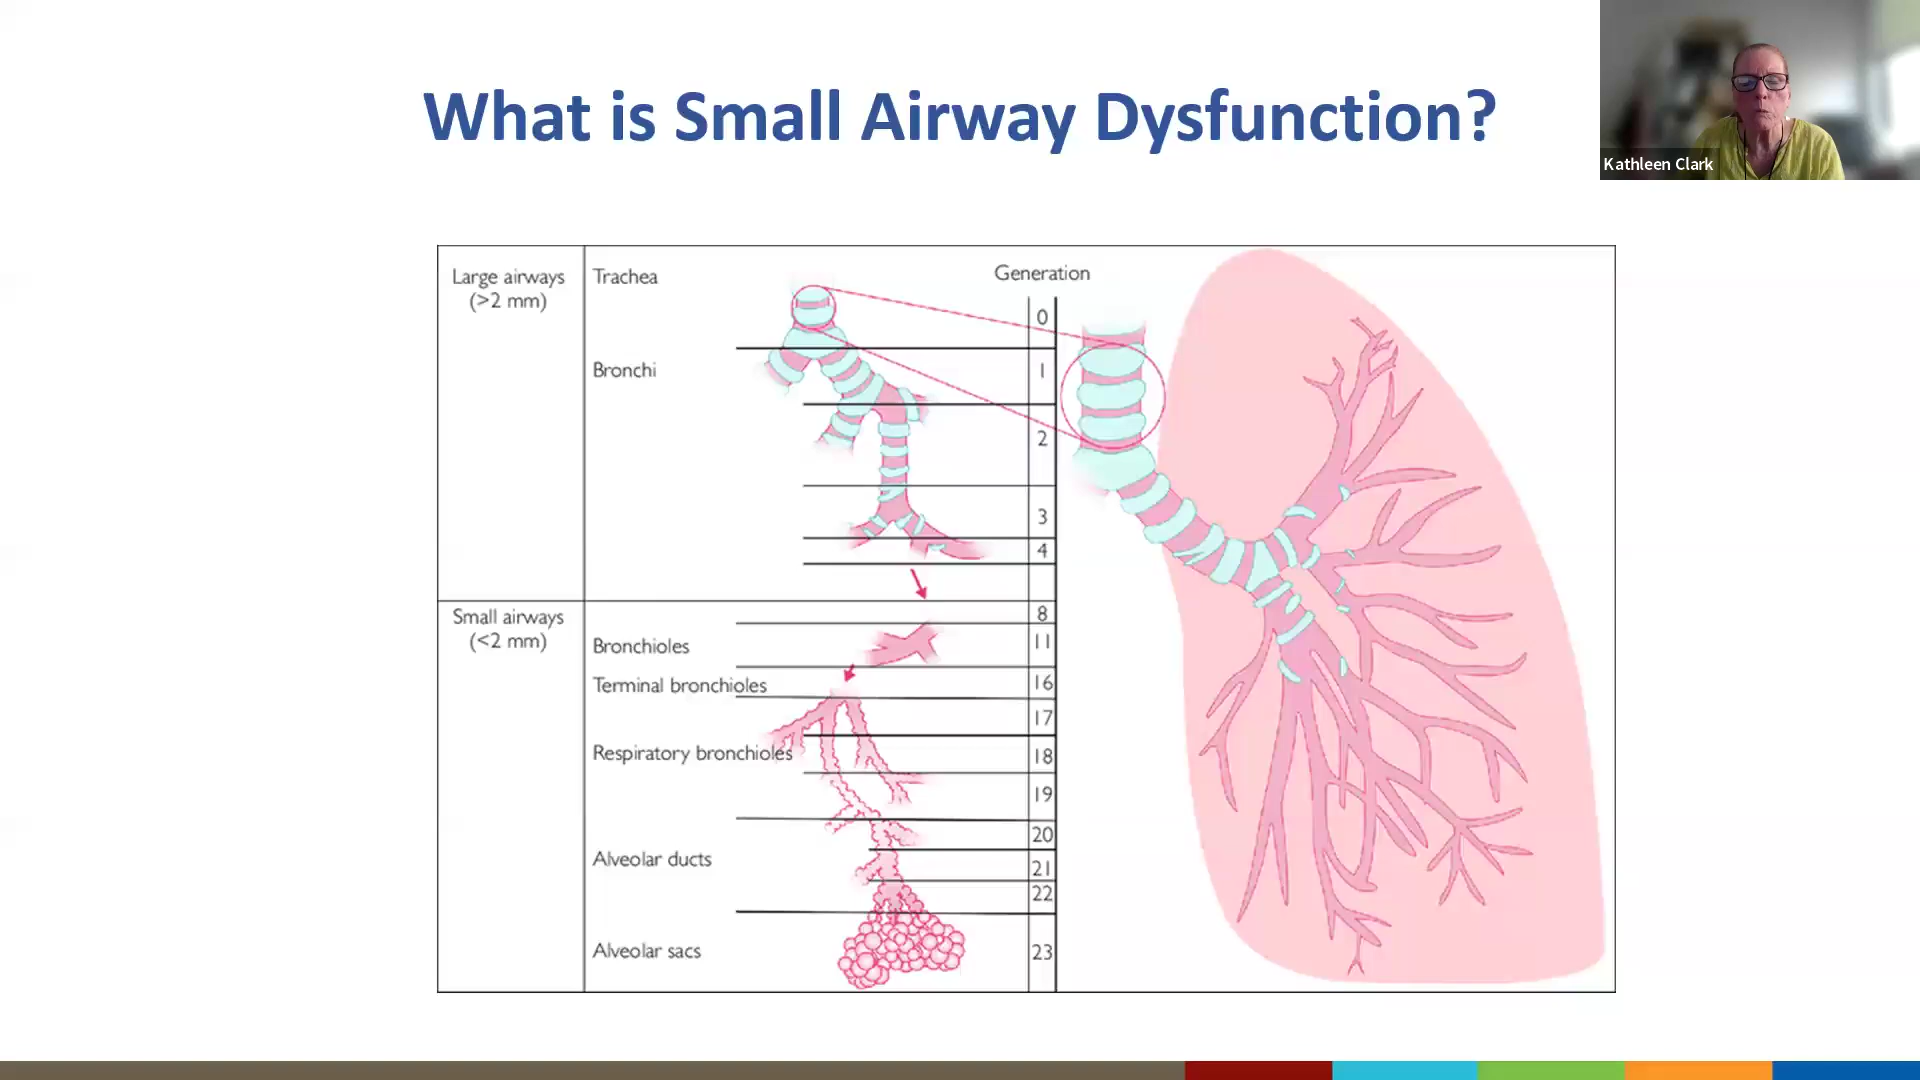 What is Small Airway Dysfunction?
Kathleen Clark
Large airways
(>2 mm)
Trachea
Generation
0
Bronchi
1
2
3
4
Small airways
(<2 mm)
8
Bronchioles
11
Terminal bronchioles
16
17
Respiratory bronchioles
18
19
20
Alveolar ducts
21
22
Alveolar sacs
23